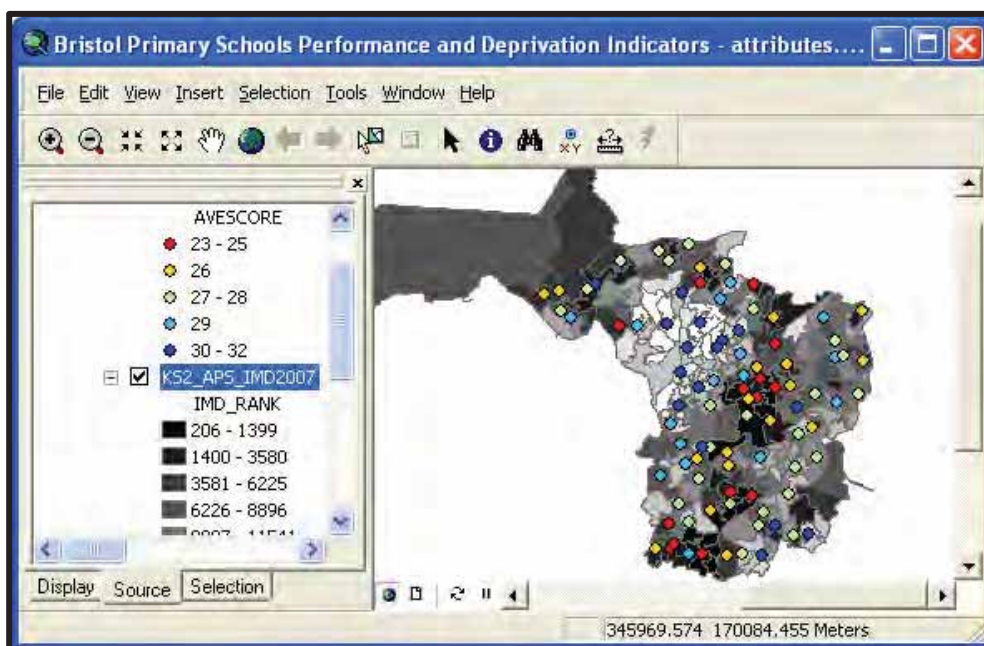 Bristol Primary Schools Performance and Deprivation Indicators - attributes....
File Edit View Insert Selection Tools Window Help
AVESCORE
23 - 25
26
27 - 28
29
30 - 32
KS2_APS_IMD2007
IMD_RANK
206 - 1399
1400 - 3580
3581 - 6225
6226 - 8896
Display Source Selection
345969.574 170084.455 Meters